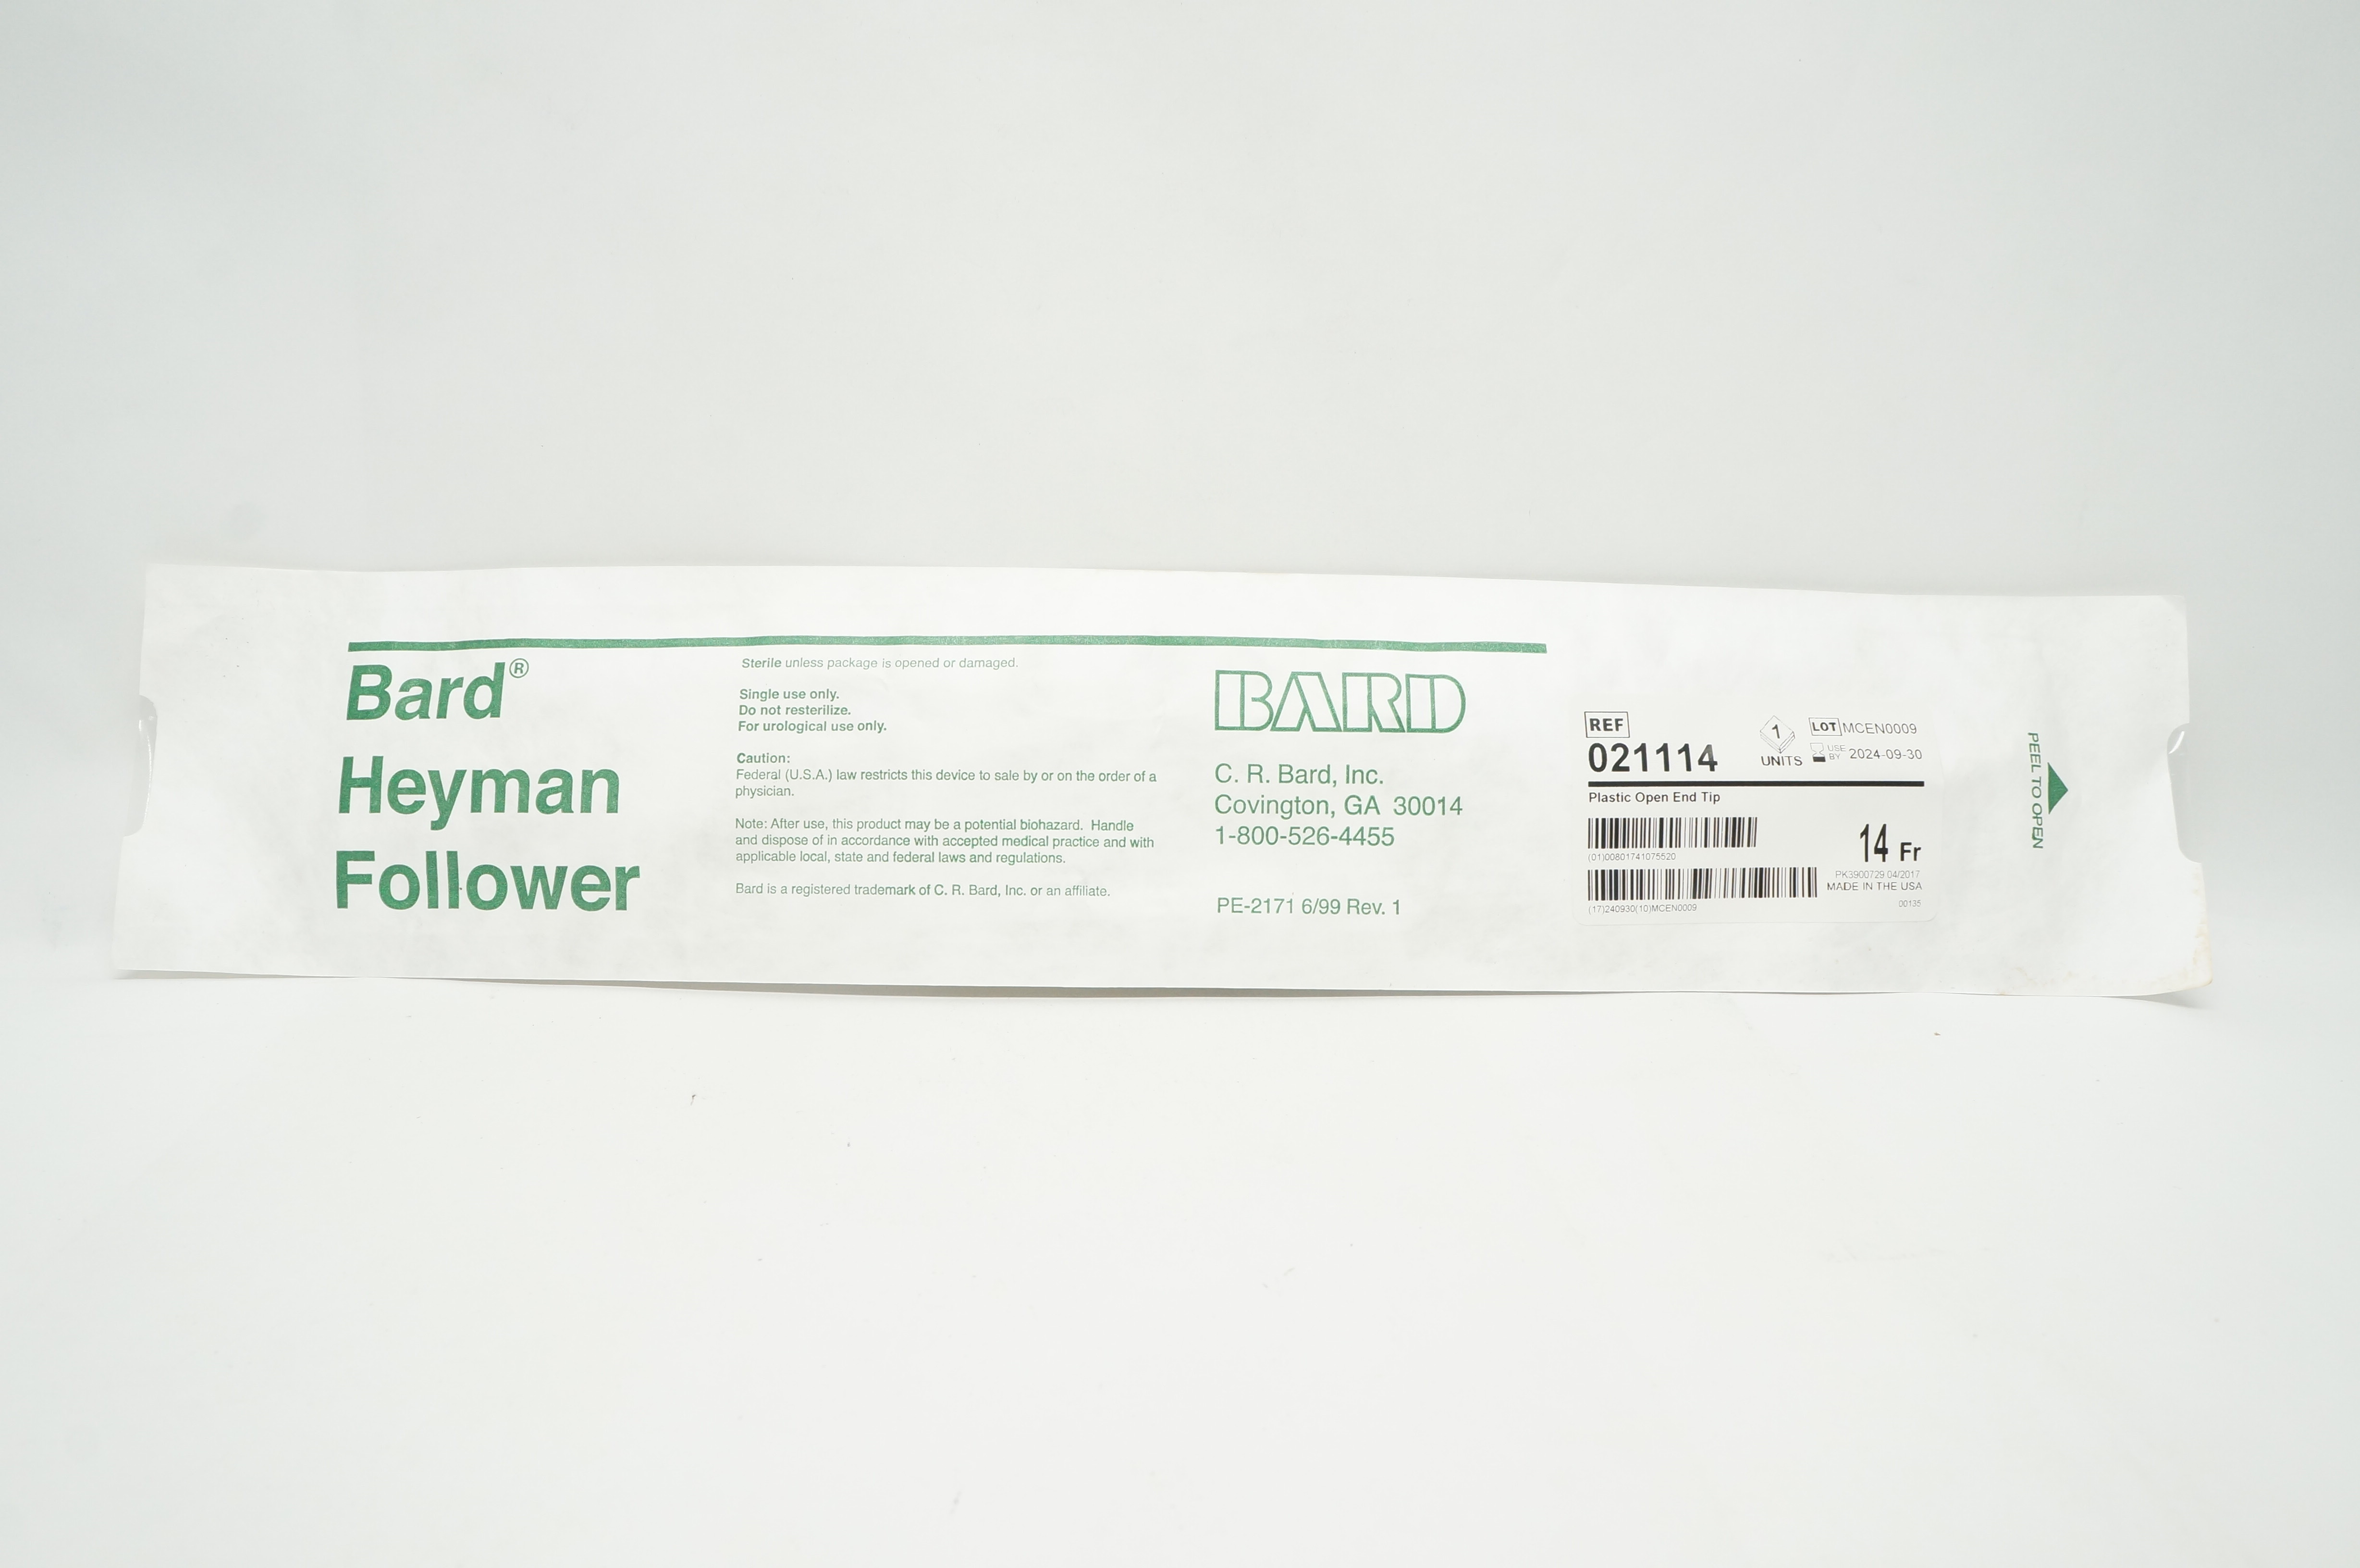 Bard®
Heyman
Follower
Sterile unless package is opened or damaged.
Single use only.
Do not resterilize.
For urological use only.
Caution:
Federal (U.S.A.) law restricts this device to sale by or on the order of a
physician.
Note: After use, this product may be a potential biohazard. Handle
and dispose of in accordance with accepted medical practice and with
applicable local, state and federal laws and regulations.
Bard is a registered trademark of C. R. Bard, Inc. or an affiliate.
BARD
C. R. Bard, Inc.
Covington, GA 30014
1-800-526-4455
PE-2171 6/99 Rev. 1
REF
021114
1
UNITS
LOT MCEN0009
USE BY 2024-09-30
Plastic Open End Tip
(01)00801741075520
14 Fr
PK3900729 04/2017
MADE IN THE USA
(17)240930(10)MCEN0009
00135
PEEL TO OPEN